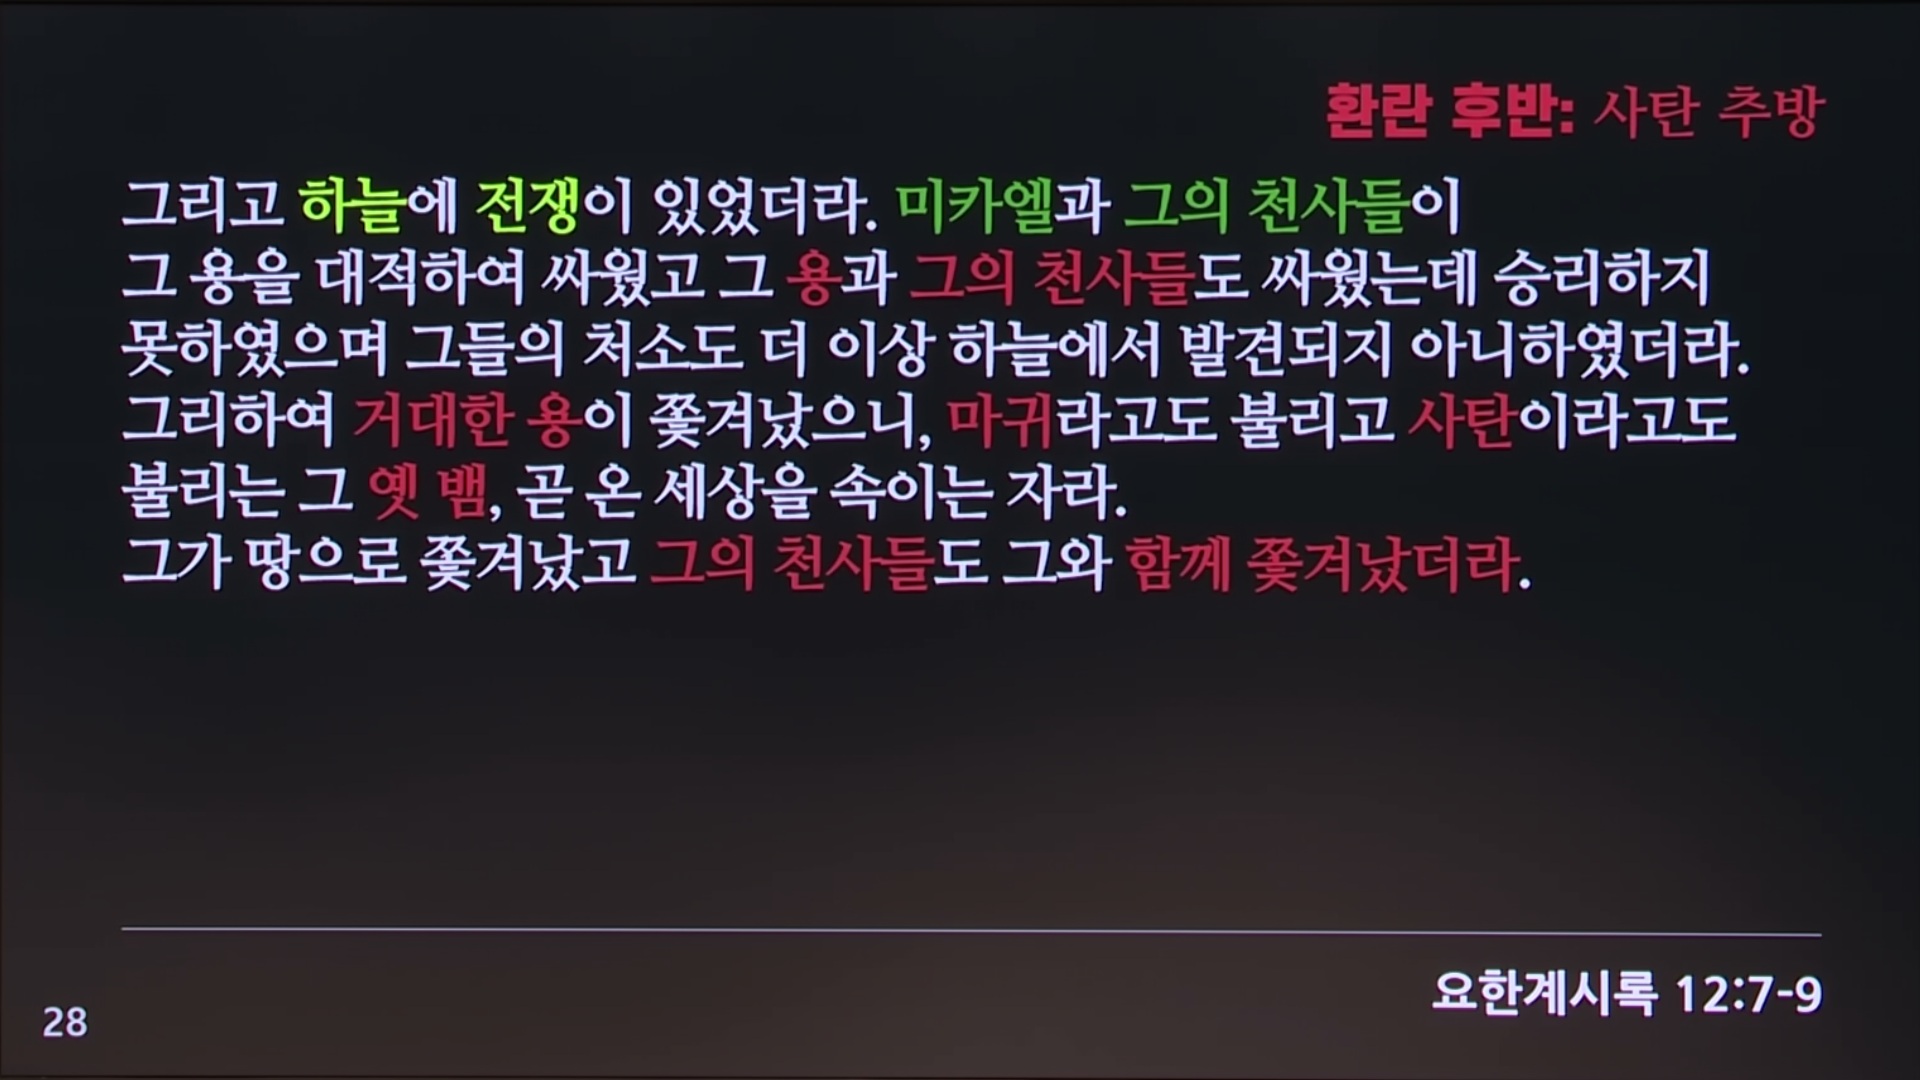 환란 후반: 사탄 추방
그리고 하늘에 전쟁이 있었더라. 미카엘과 그의 천사들이
그 용을 대적하여 싸웠고 그 용과 그의 천사들도 싸웠는데 승리하지
못하였으며 그들의 처소도 더 이상 하늘에서 발견되지 아니하였더라.
그리하여 거대한 용이 쫓겨났으니, 마귀라고도 불리고 사탄이라고도
불리는 그 옛 뱀, 곧 온 세상을 속이는 자라.
그가 땅으로 쫓겨났고 그의 천사들도 그와 함께 쫓겨났더라.
요한계시록 12:7-9
28